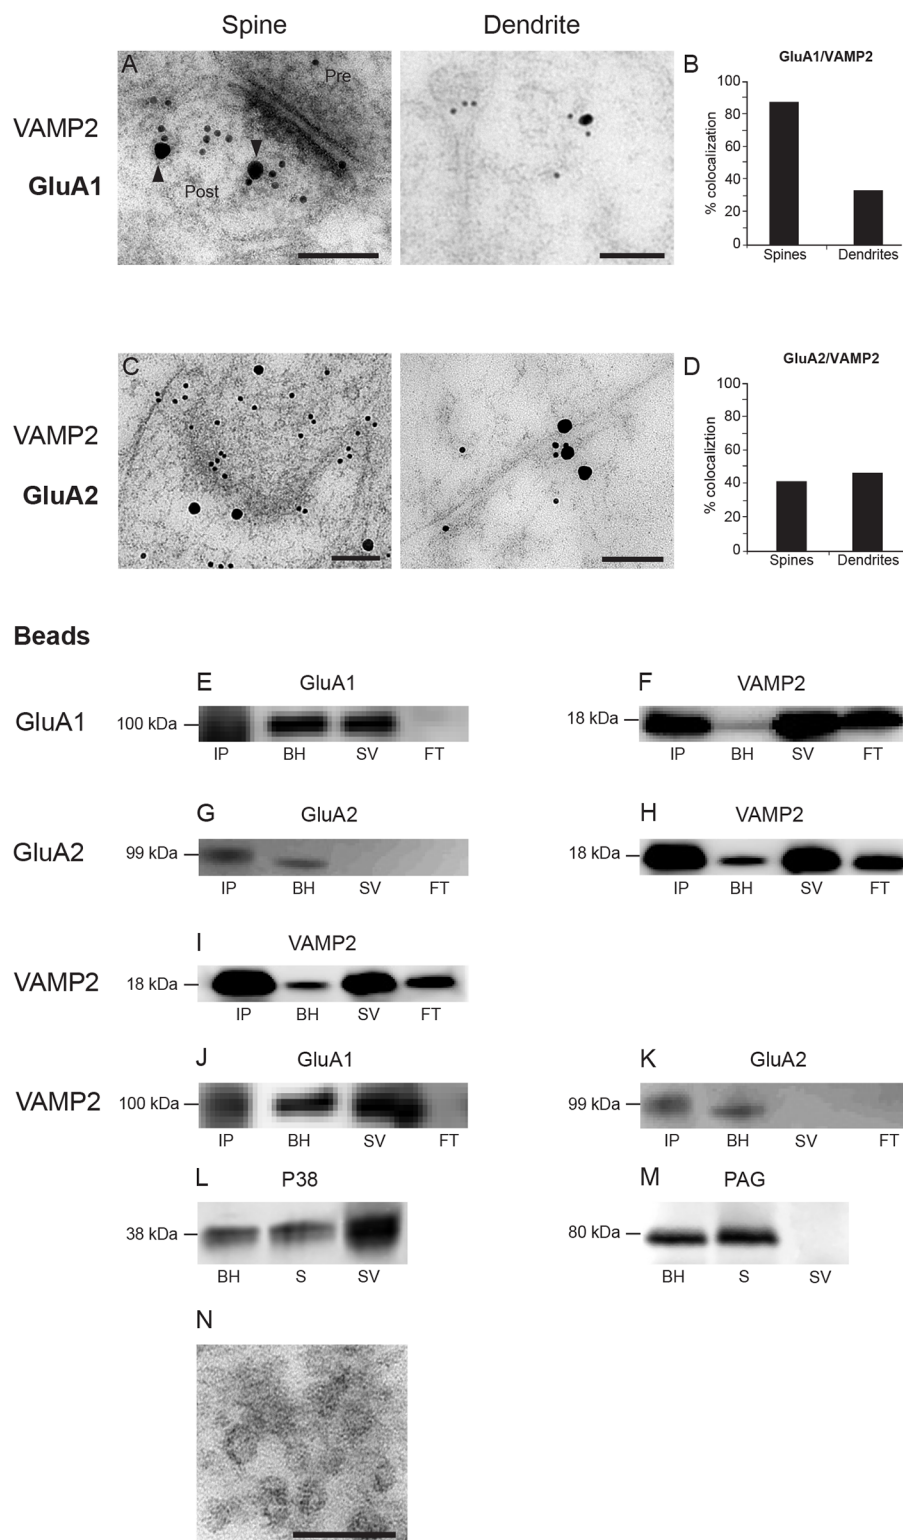 Spine
Dendrite
A
Pre
Post
VAMP2
GluA1
B
GluA1/VAMP2
% colocalization
100
80
60
40
20
0
Spines
Dendrites
C
VAMP2
GluA2
D
GluA2/VAMP2
% colocaliztion
100
80
60
40
20
0
Spines
Dendrites
Beads
E
GluA1
GluA1
100 kDa
IP
BH
SV
FT
F
VAMP2
18 kDa
IP
BH
SV
FT
G
GluA2
GluA2
99 kDa
IP
BH
SV
FT
H
VAMP2
18 kDa
IP
BH
SV
FT
I
VAMP2
VAMP2
18 kDa
IP
BH
SV
FT
J
GluA1
VAMP2
100 kDa
IP
BH
SV
FT
K
GluA2
99 kDa
IP
BH
SV
FT
L
P38
38 kDa
BH
S
SV
M
PAG
80 kDa
BH
S
SV
N